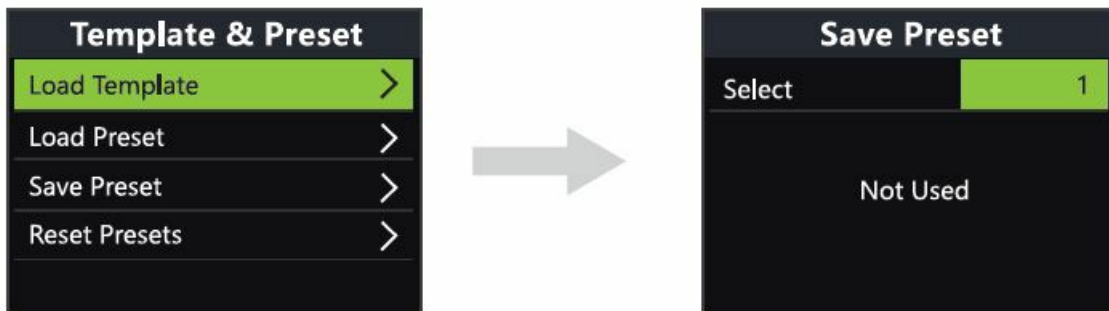 Template & Preset
Load Template
Load Preset
Save Preset
Reset Presets
Save Preset
Select 1
Not Used